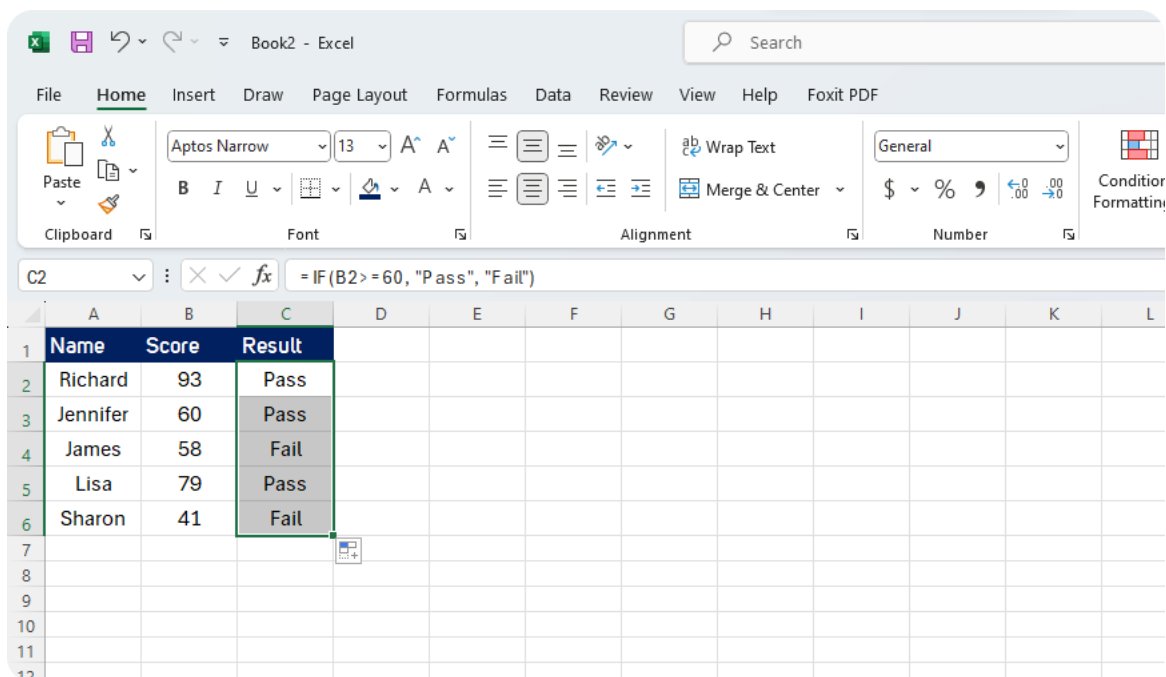 Book2 - Excel
Search
File Home Insert Draw Page Layout Formulas Data Review View Help Foxit PDF
Aptos Narrow 13 A A ab Wrap Text General
Paste B I U A Merge & Center $ % Condition
Formatting
Clipboard Font Alignment Number
C2 fx =IF(B2>=60, "Pass", "Fail")
A B C D E F G H I J K L
1 Name Score Result
2 Richard 93 Pass
3 Jennifer 60 Pass
4 James 58 Fail
5 Lisa 79 Pass
6 Sharon 41 Fail
7
8
9
10
11
12